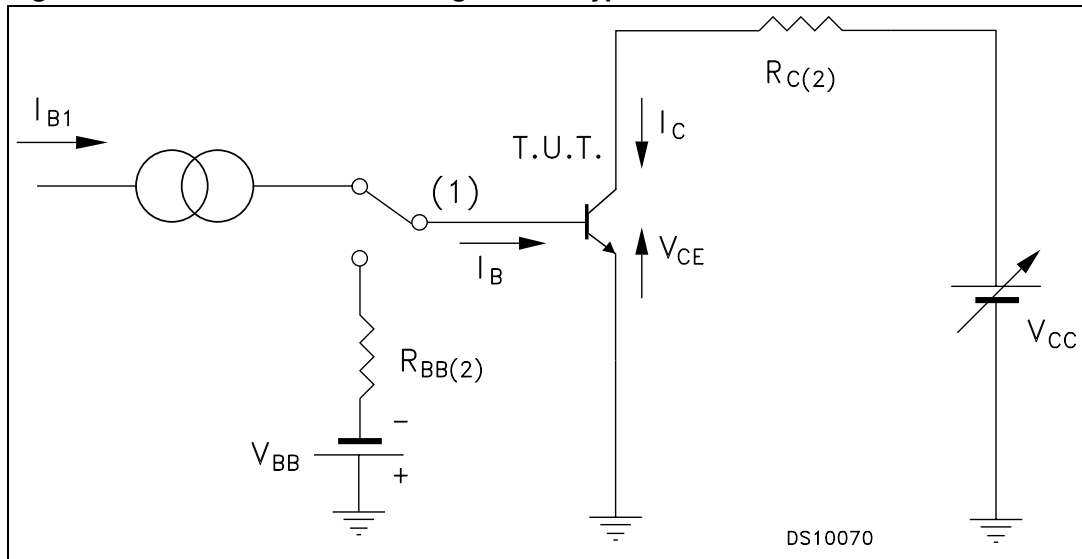 I_B1
R_C(2)
I_C
T.U.T.
(1)
V_CE
I_B
V_CC
R_BB(2)
−
V_BB
+
DS10070